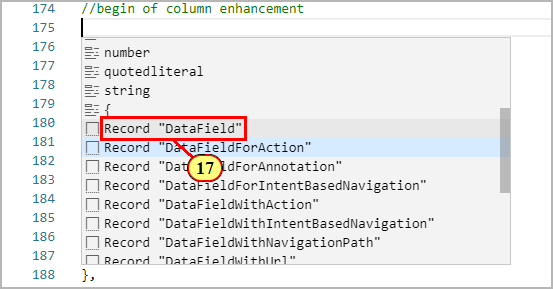 174 //begin of column enhancement
175
176 number
177 quotedliteral
178 string
179 {
180 Record "DataField"
181 Record "DataFieldForAction"
182 17 Record "DataFieldForAnnotation"
183 Record "DataFieldForIntentBasedNavigation"
184 Record "DataFieldWithAction"
185 Record "DataFieldWithIntentBasedNavigation"
186 Record "DataFieldWithNavigationPath"
187 Record "DataFieldWithUrl"
188 },